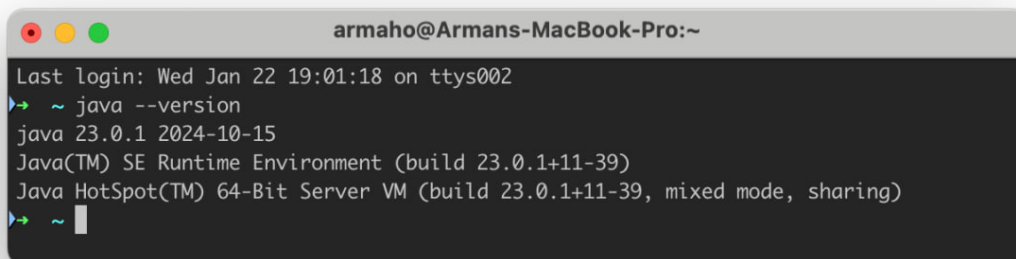 armaho@Armans-MacBook-Pro:~
Last login: Wed Jan 22 19:01:18 on ttys002
➜ ~ java --version
java 23.0.1 2024-10-15
Java(TM) SE Runtime Environment (build 23.0.1+11-39)
Java HotSpot(TM) 64-Bit Server VM (build 23.0.1+11-39, mixed mode, sharing)
➜ ~